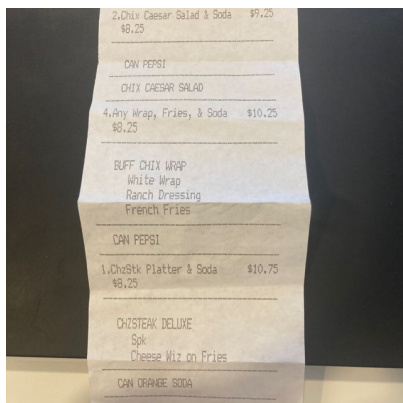 2.Chix Caesar Salad & Soda $9.25
$8.25
CAN PEPSI
CHIX CAESAR SALAD
4.Any Wrap, Fries, & Soda $10.25
$8.25
BUFF CHIX WRAP
White Wrap
Ranch Dressing
French Fries
CAN PEPSI
1.ChzStk Platter & Soda $10.75
$8.25
CHZSTEAK DELUXE
Spk
Cheese Wiz on Fries
CAN ORANGE SODA